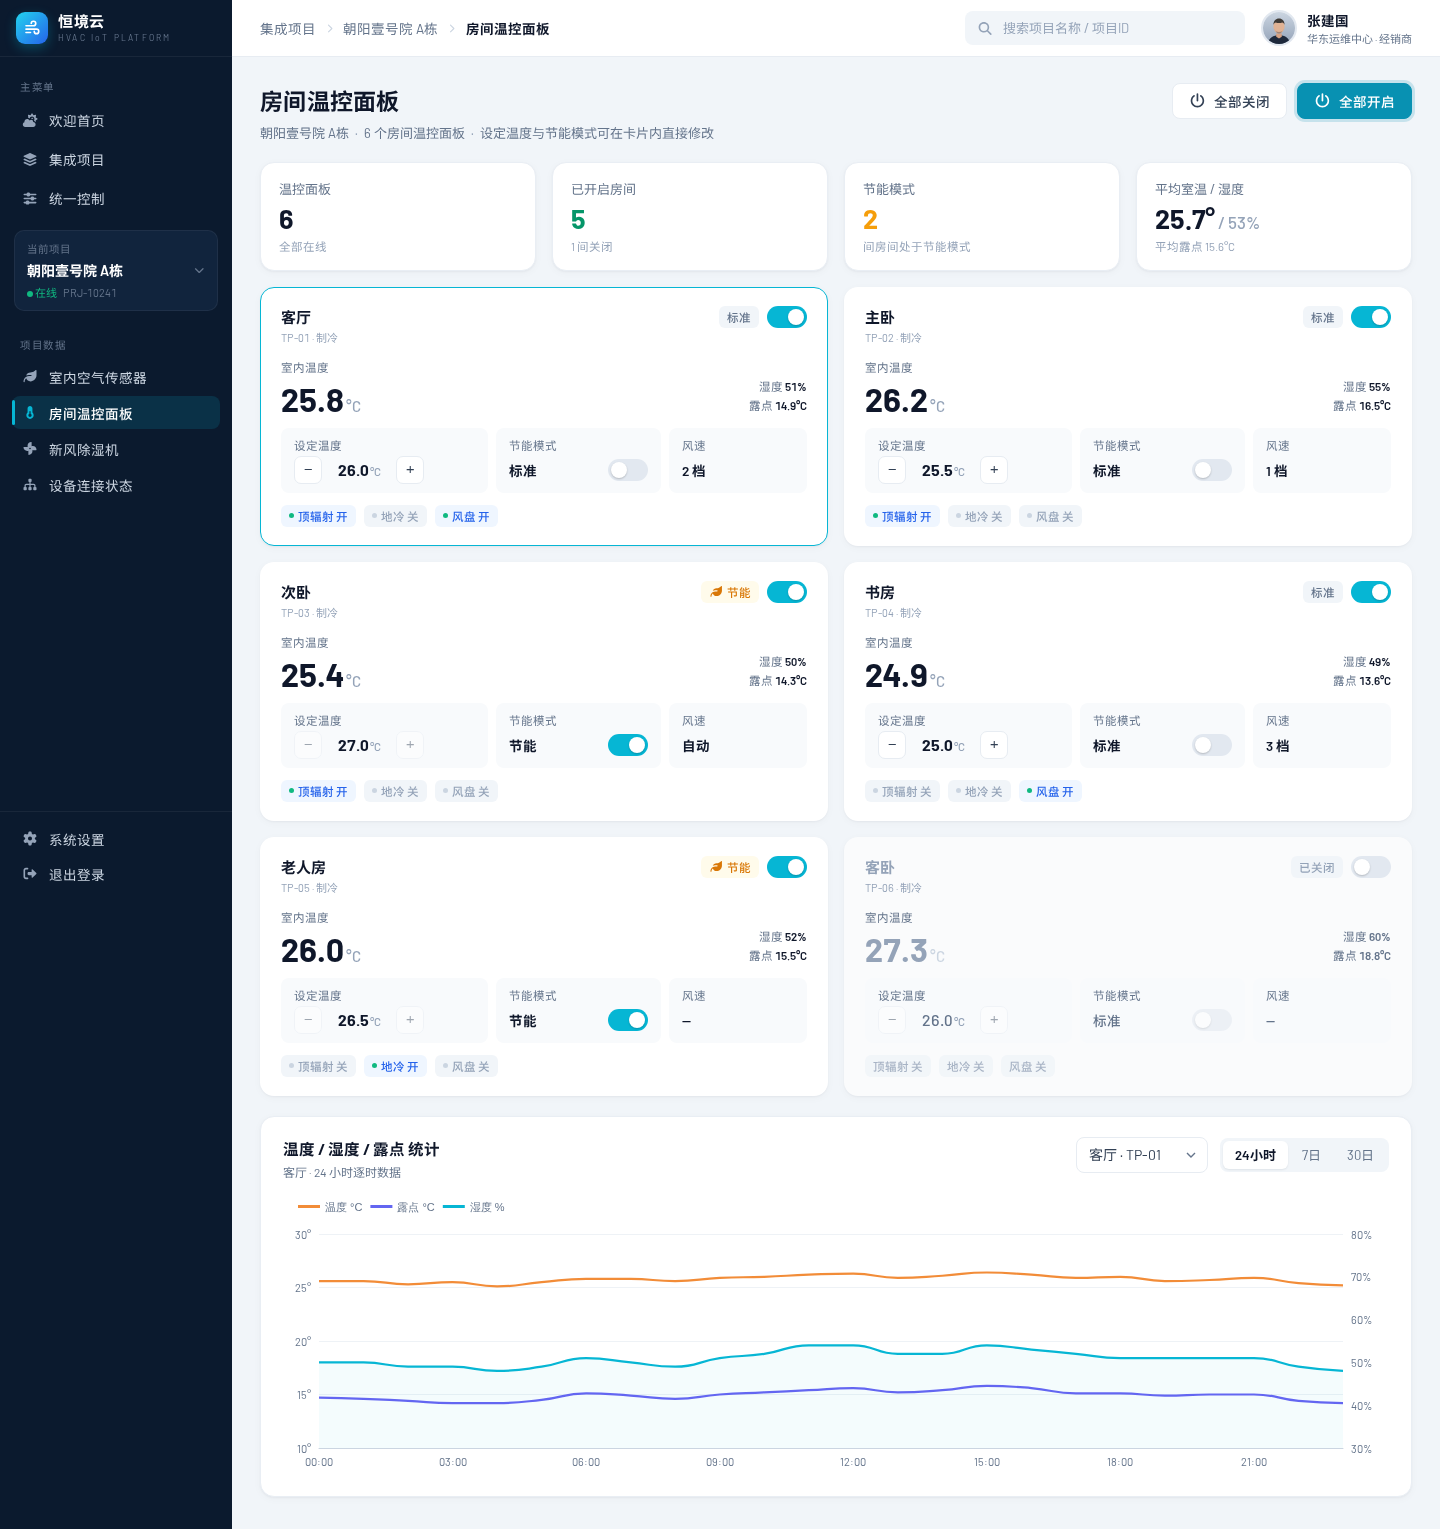 恒境云
HVAC IoT PLATFORM
主菜单
欢迎首页
集成项目
统一控制
当前项目
朝阳壹号院 A栋
在线 PRJ-10241
项目数据
室内空气传感器
房间温控面板
新风除湿机
设备连接状态
系统设置
退出登录
集成项目 朝阳壹号院 A栋 房间温控面板
搜索项目名称 / 项目ID
张建国
华东运维中心 · 经销商
房间温控面板
朝阳壹号院 A栋 · 6 个房间温控面板 · 设定温度与节能模式可在卡片内直接修改
全部关闭
全部开启
温控面板
6
全部在线
已开启房间
5
1 间关闭
节能模式
2
间房间处于节能模式
平均室温 / 湿度
25.7° / 53%
平均露点 15.6°C
客厅
标准
TP-01 · 制冷
室内温度
25.8°C
湿度 51%
露点 14.9°C
设定温度
− 26.0°C +
节能模式
标准
风速
2 档
顶辐射 开 地冷 关 风盘 开
主卧
标准
TP-02 · 制冷
室内温度
26.2°C
湿度 55%
露点 16.5°C
设定温度
− 25.5°C +
节能模式
标准
风速
1 档
顶辐射 开 地冷 关 风盘 关
次卧
节能
TP-03 · 制冷
室内温度
25.4°C
湿度 50%
露点 14.3°C
设定温度
− 27.0°C +
节能模式
节能
风速
自动
顶辐射 开 地冷 关 风盘 关
书房
标准
TP-04 · 制冷
室内温度
24.9°C
湿度 49%
露点 13.6°C
设定温度
− 25.0°C +
节能模式
标准
风速
3 档
顶辐射 关 地冷 关 风盘 开
老人房
节能
TP-05 · 制冷
室内温度
26.0°C
湿度 52%
露点 15.5°C
设定温度
− 26.5°C +
节能模式
节能
风速
—
顶辐射 关 地冷 开 风盘 关
客卧
已关闭
TP-06 · 制冷
室内温度
27.3°C
湿度 60%
露点 18.8°C
设定温度
− 26.0°C +
节能模式
标准
风速
—
顶辐射 关 地冷 关 风盘 关
温度 / 湿度 / 露点 统计
客厅 · 24 小时逐时数据
客厅 · TP-01
24小时 7日 30日
温度 °C 露点 °C 湿度 %
30°
25°
20°
15°
10°
80%
70%
60%
50%
40%
30%
00:00 03:00 06:00 09:00 12:00 15:00 18:00 21:00